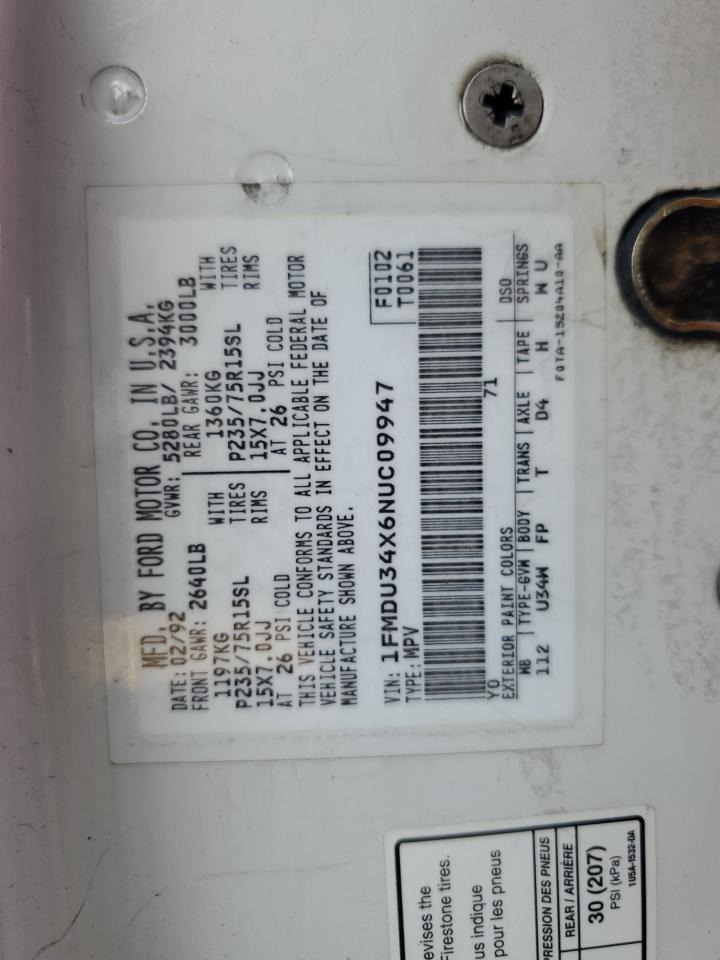 MFD. BY FORD MOTOR CO. IN U.S.A.
DATE: 02/92 GVWR: 5280LB/ 2394KG
FRONT GAWR: 2640LB REAR GAWR: 3000LB
1197KG WITH 1360KG WITH
P235/75R15SL TIRES P235/75R15SL TIRES
15X7.0JJ RIMS 15X7.0JJ RIMS
AT 26 PSI COLD AT 26 PSI COLD
THIS VEHICLE CONFORMS TO ALL APPLICABLE FEDERAL MOTOR
VEHICLE SAFETY STANDARDS IN EFFECT ON THE DATE OF
MANUFACTURE SHOWN ABOVE.
VIN: 1FMDU34X6NUC09947 F0102
TYPE: MPV T0061
YO 71
EXTERIOR PAINT COLORS DSO
WB TYPE-GVW BODY TRANS AXLE TAPE SPRINGS
112 U34W FP T D4 H W U
F0TA-15204A10-AA
evises the
Firestone tires.
us indique
pour les pneus
PRESSION DES PNEUS
REAR / ARRIÈRE
30 (207)
PSI (kPa)
1U5A-1532-DA